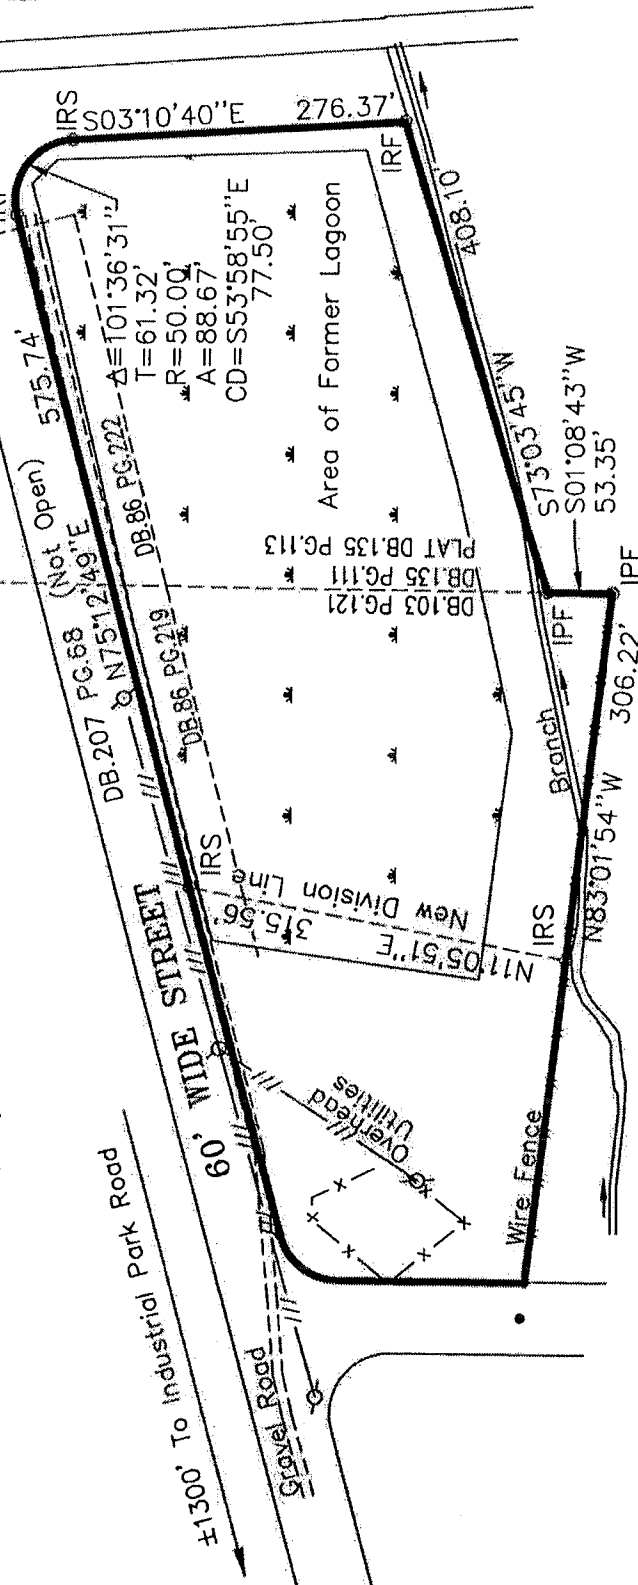 IRS
S03°10'40"E 276.37'
IRF
575.74'
Δ=101°36'31"
T=61.32'
R=50.00'
A=88.67'
CD=S53°58'55"E
77.50'
Area of Former Lagoon
408.10'
S73°03'45"W
S01°08'43"W
53.35'
DB.207 PG.68 (Not Open)
N75°12'49"E
DB.86 PG.222
DB.86 PG.219
PLAT DB.135 PG.113
DB.135 PG.111
DB.103 PG.121
IPF
IPF
306.22'
Branch
N83°01'54"W
IRS
IRS
New Division Line
315.56'
N11°05'51"E
60' WIDE STREET
Overhead
Utilities
Wire Fence
±1300' To Industrial Park Road
Gravel Road